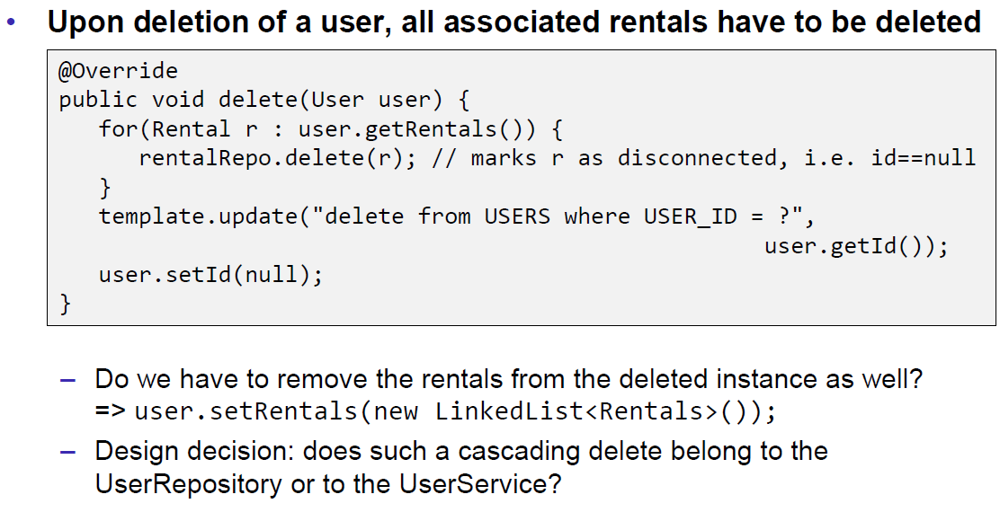 • Upon deletion of a user, all associated rentals have to be deleted
@Override
public void delete(User user) {
   for(Rental r : user.getRentals()) {
      rentalRepo.delete(r); // marks r as disconnected, i.e. id==null
   }
   template.update("delete from USERS where USER_ID = ?",
                                                     user.getId());
   user.setId(null);
}
– Do we have to remove the rentals from the deleted instance as well?
=> user.setRentals(new LinkedList<Rentals>());
– Design decision: does such a cascading delete belong to the
UserRepository or to the UserService?